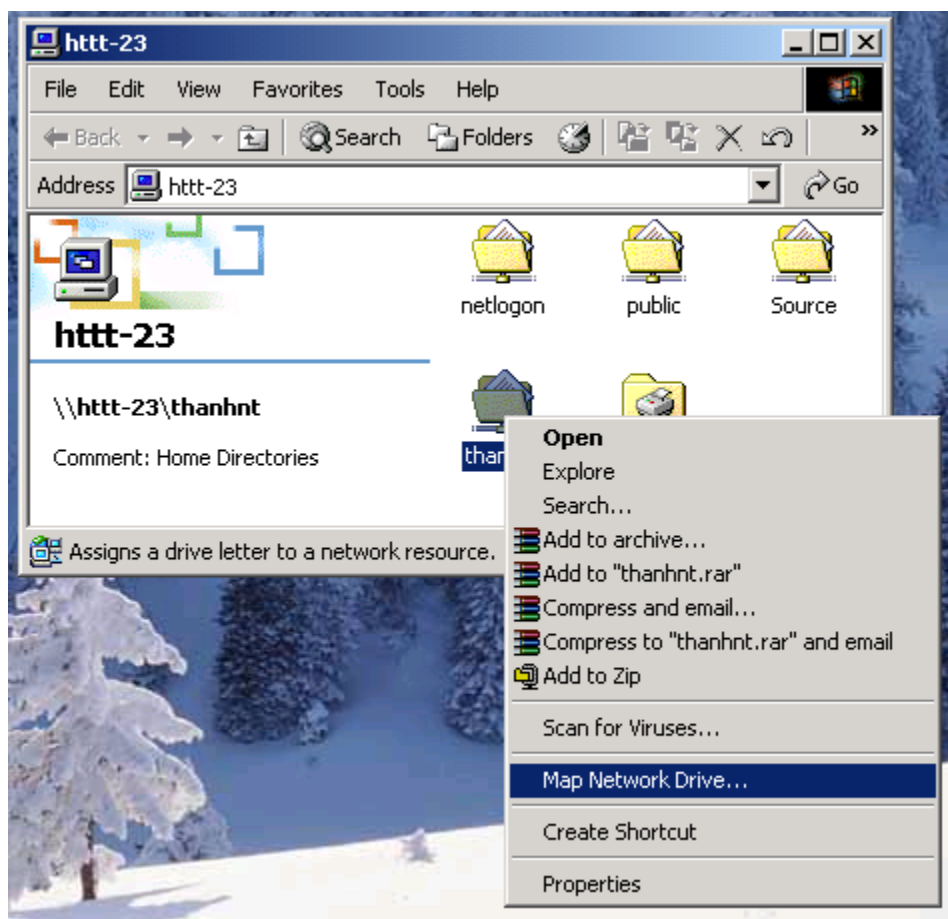 httt-23
File Edit View Favorites Tools Help
Back Search Folders »
Address httt-23 Go
netlogon public Source
httt-23
\\httt-23\thanhnt
Comment: Home Directories
Assigns a drive letter to a network resource.
Open
Explore
Search...
Add to archive...
Add to "thanhnt.rar"
Compress and email...
Compress to "thanhnt.rar" and email
Add to Zip
Scan for Viruses...
Map Network Drive...
Create Shortcut
Properties